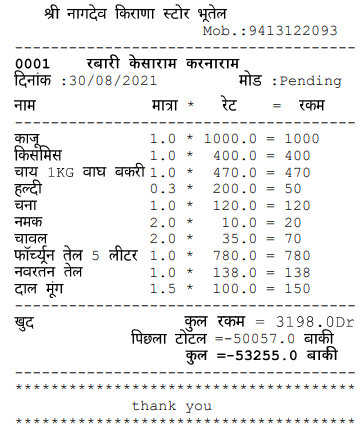 श्री नागदेव किराणा स्टोर भूतेल
Mob.:9413122093
---------------------------------------
0001 रबारी केसाराम करनाराम
दिनांक :30/08/2021 मोड :Pending
नाम मात्रा * रेट = रकम
---------------------------------------
काजू 1.0 * 1000.0 = 1000
किसमिस 1.0 * 400.0 = 400
चाय 1KG वाघ बकरी 1.0 * 470.0 = 470
हल्दी 0.3 * 200.0 = 50
चना 1.0 * 120.0 = 120
नमक 2.0 * 10.0 = 20
चावल 2.0 * 35.0 = 70
फॉर्च्यून तेल 5 लीटर 1.0 * 780.0 = 780
नवरतन तेल 1.0 * 138.0 = 138
दाल मूंग 1.5 * 100.0 = 150
---------------------------------------
खुद कुल रकम = 3198.0Dr
पिछला टोटल =-50057.0 बाकी
कुल =-53255.0 बाकी
---------------------------------------
***************************************
thank you
***************************************